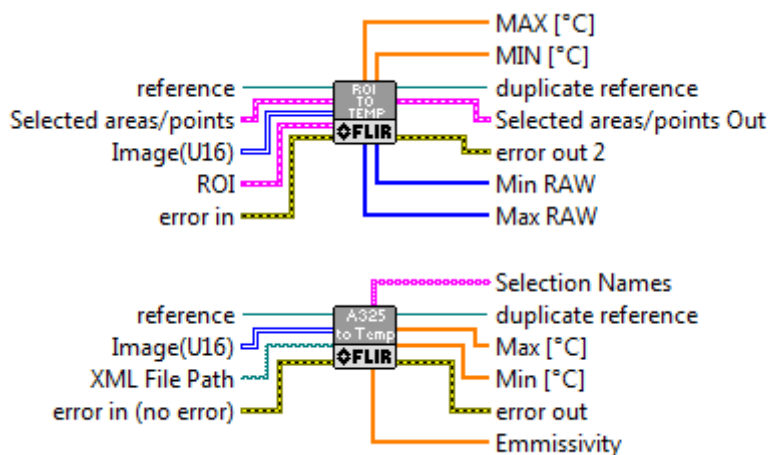 MAX [°C]
MIN [°C]
reference
duplicate reference
Selected areas/points
Selected areas/points Out
Image(U16)
error out 2
ROI
Min RAW
error in
Max RAW
ROI
TO
TEMP
FLIR
Selection Names
reference
duplicate reference
Image(U16)
Max [°C]
XML File Path
Min [°C]
error in (no error)
error out
Emmissivity
A325
to Temp
FLIR